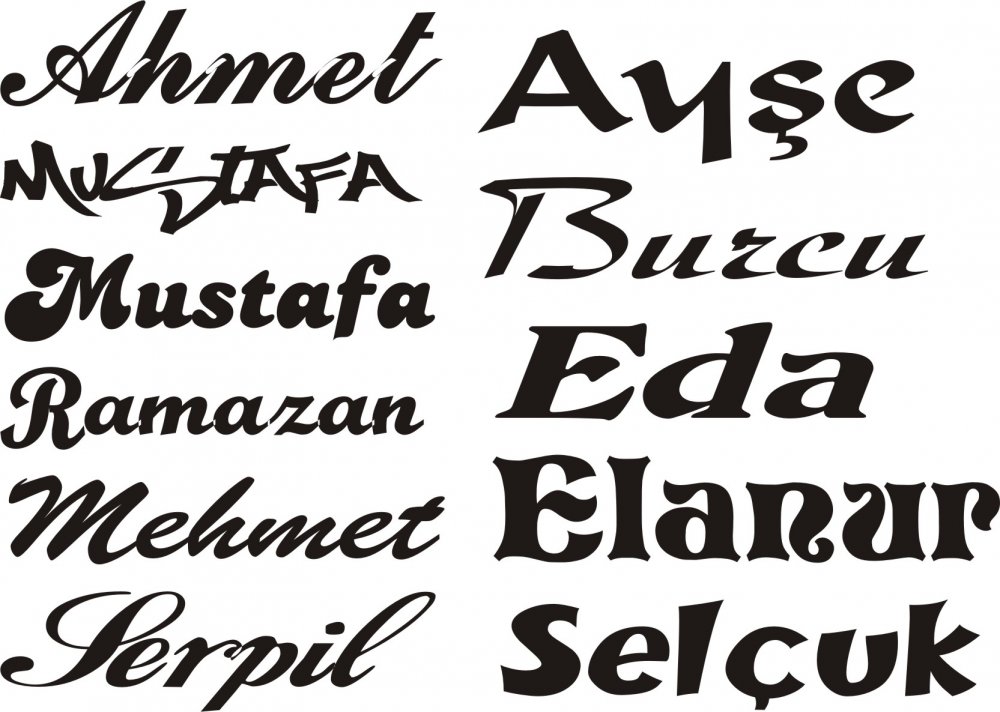 Ahmet
MUSTAFA
Mustafa
Ramazan
Mehmet
Serpil
Ayşe
Burcu
Eda
Elanur
Selçuk